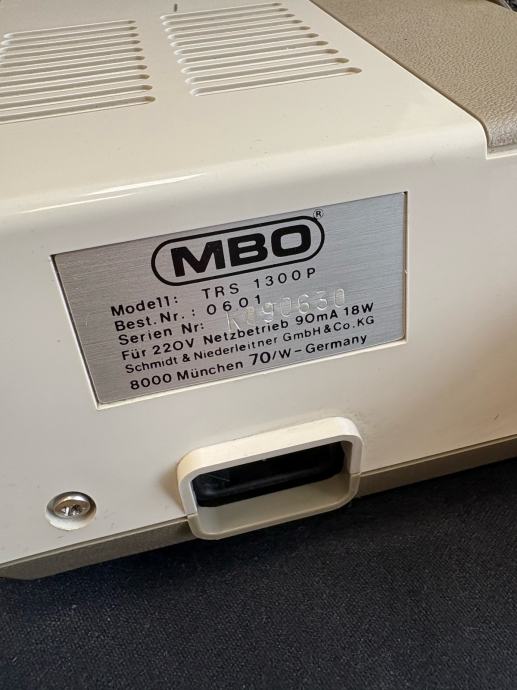 MBO ®
Modell: TRS 1300P
Best.Nr.: 0601
Serien Nr: K090630
Für 220V Netzbetrieb 90mA 18W
Schmidt & Niederleitner GmbH & Co. KG
8000 München 70/W-Germany